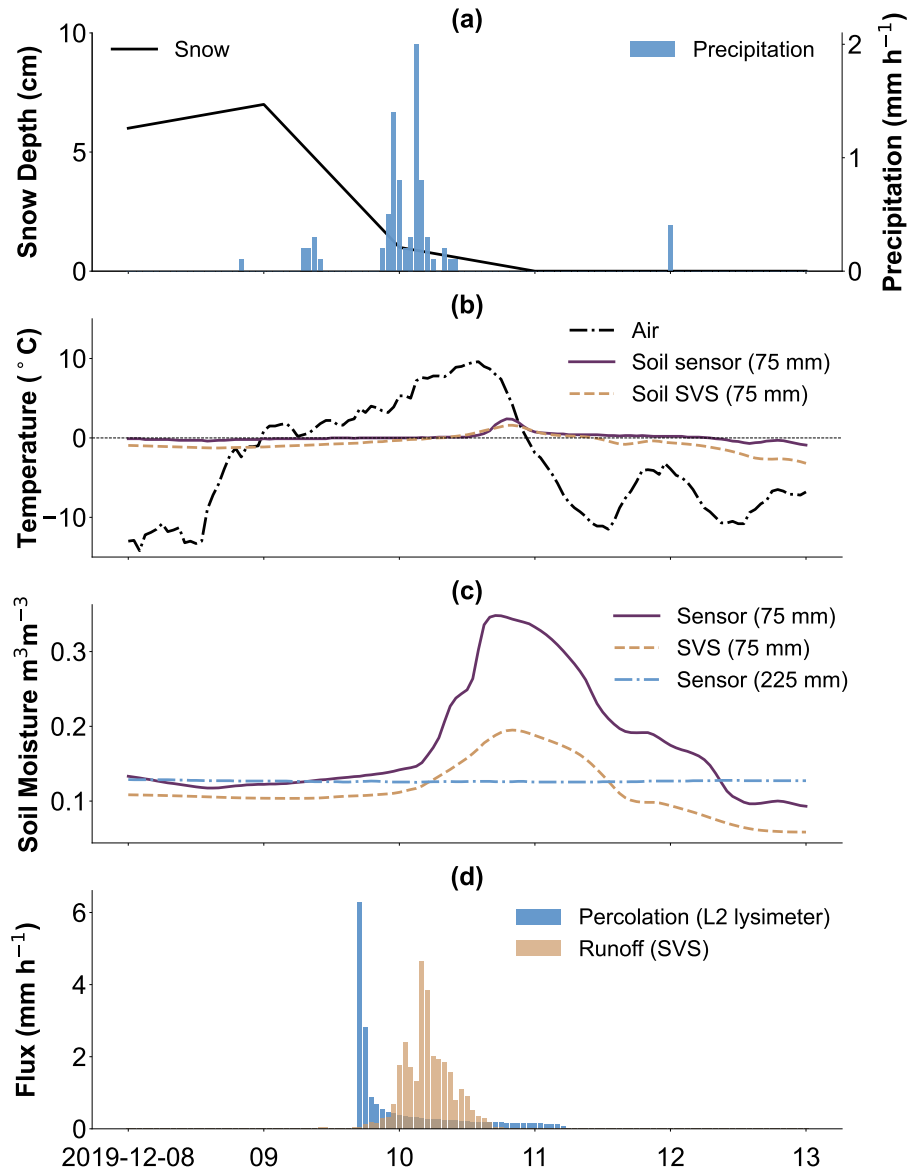 (a)
Snow Depth (cm)
10
5
0
Snow
Precipitation
2
1
0
Precipitation (mm h⁻¹)
(b)
Temperature (°C)
10
0
−10
Air
Soil sensor (75 mm)
Soil SVS (75 mm)
(c)
Soil Moisture m³m⁻³
0.3
0.2
0.1
Sensor (75 mm)
SVS (75 mm)
Sensor (225 mm)
(d)
Flux (mm h⁻¹)
6
4
2
0
Percolation (L2 lysimeter)
Runoff (SVS)
2019-12-08 09 10 11 12 13